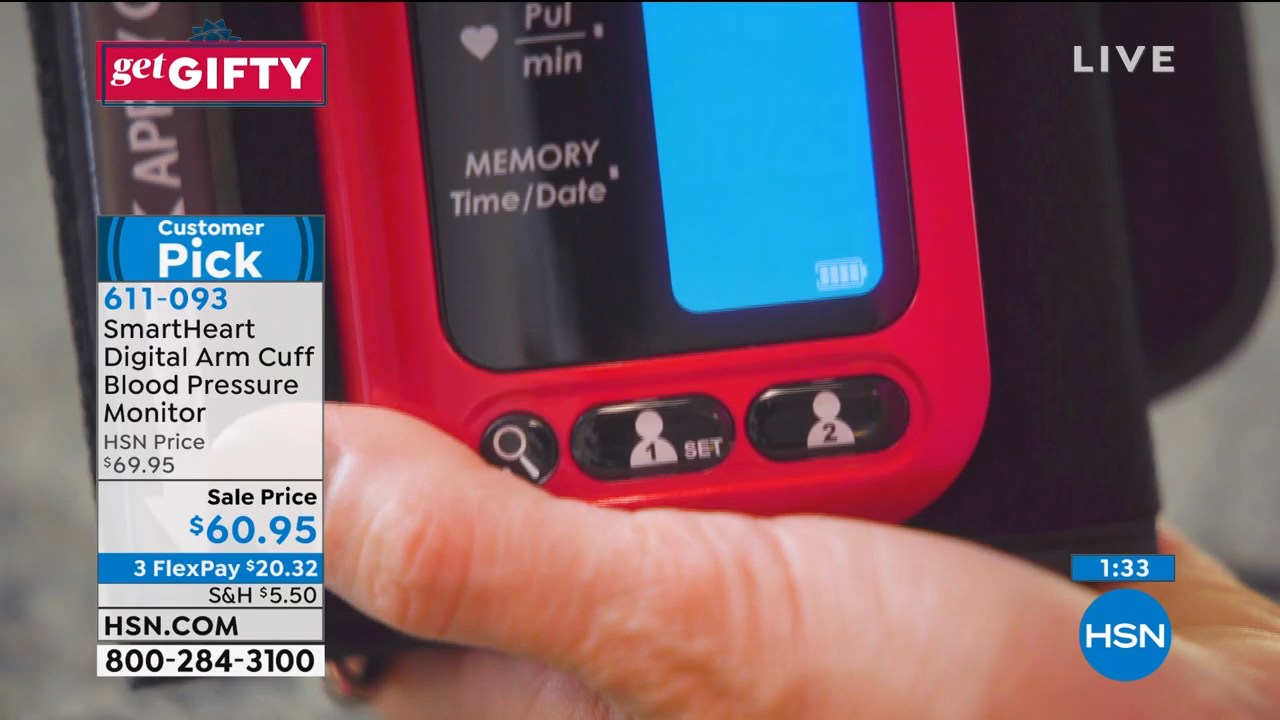 getGIFTY
LIVE
Pul
min
MEMORY
Time/Date
Customer
Pick
611-093
SmartHeart
Digital Arm Cuff
Blood Pressure
Monitor
HSN Price
$69.95
Sale Price
$60.95
3 FlexPay $20.32
S&H $5.50
HSN.COM
800-284-3100
1 SET
2
1:33
HSN